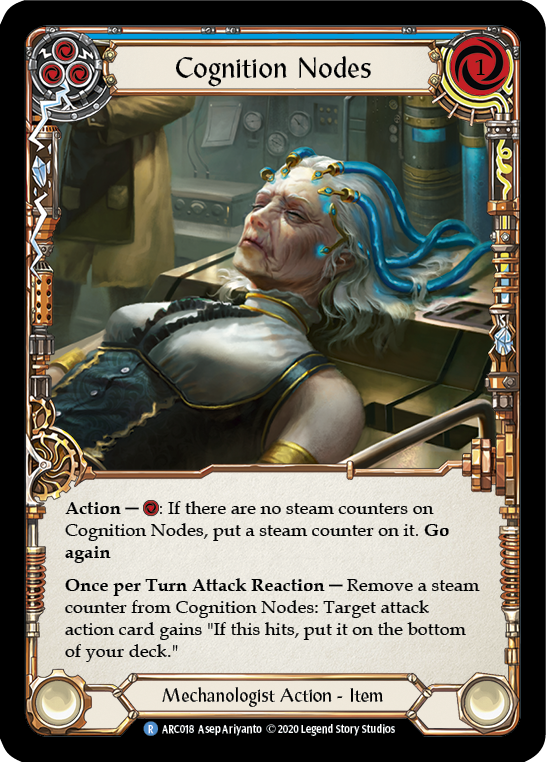 Cognition Nodes
1
Action — : If there are no steam counters on
Cognition Nodes, put a steam counter on it. Go
again
Once per Turn Attack Reaction — Remove a steam
counter from Cognition Nodes: Target attack
action card gains "If this hits, put it on the bottom
of your deck."
Mechanologist Action - Item
R ARC018 Asep Ariyanto © 2020 Legend Story Studios